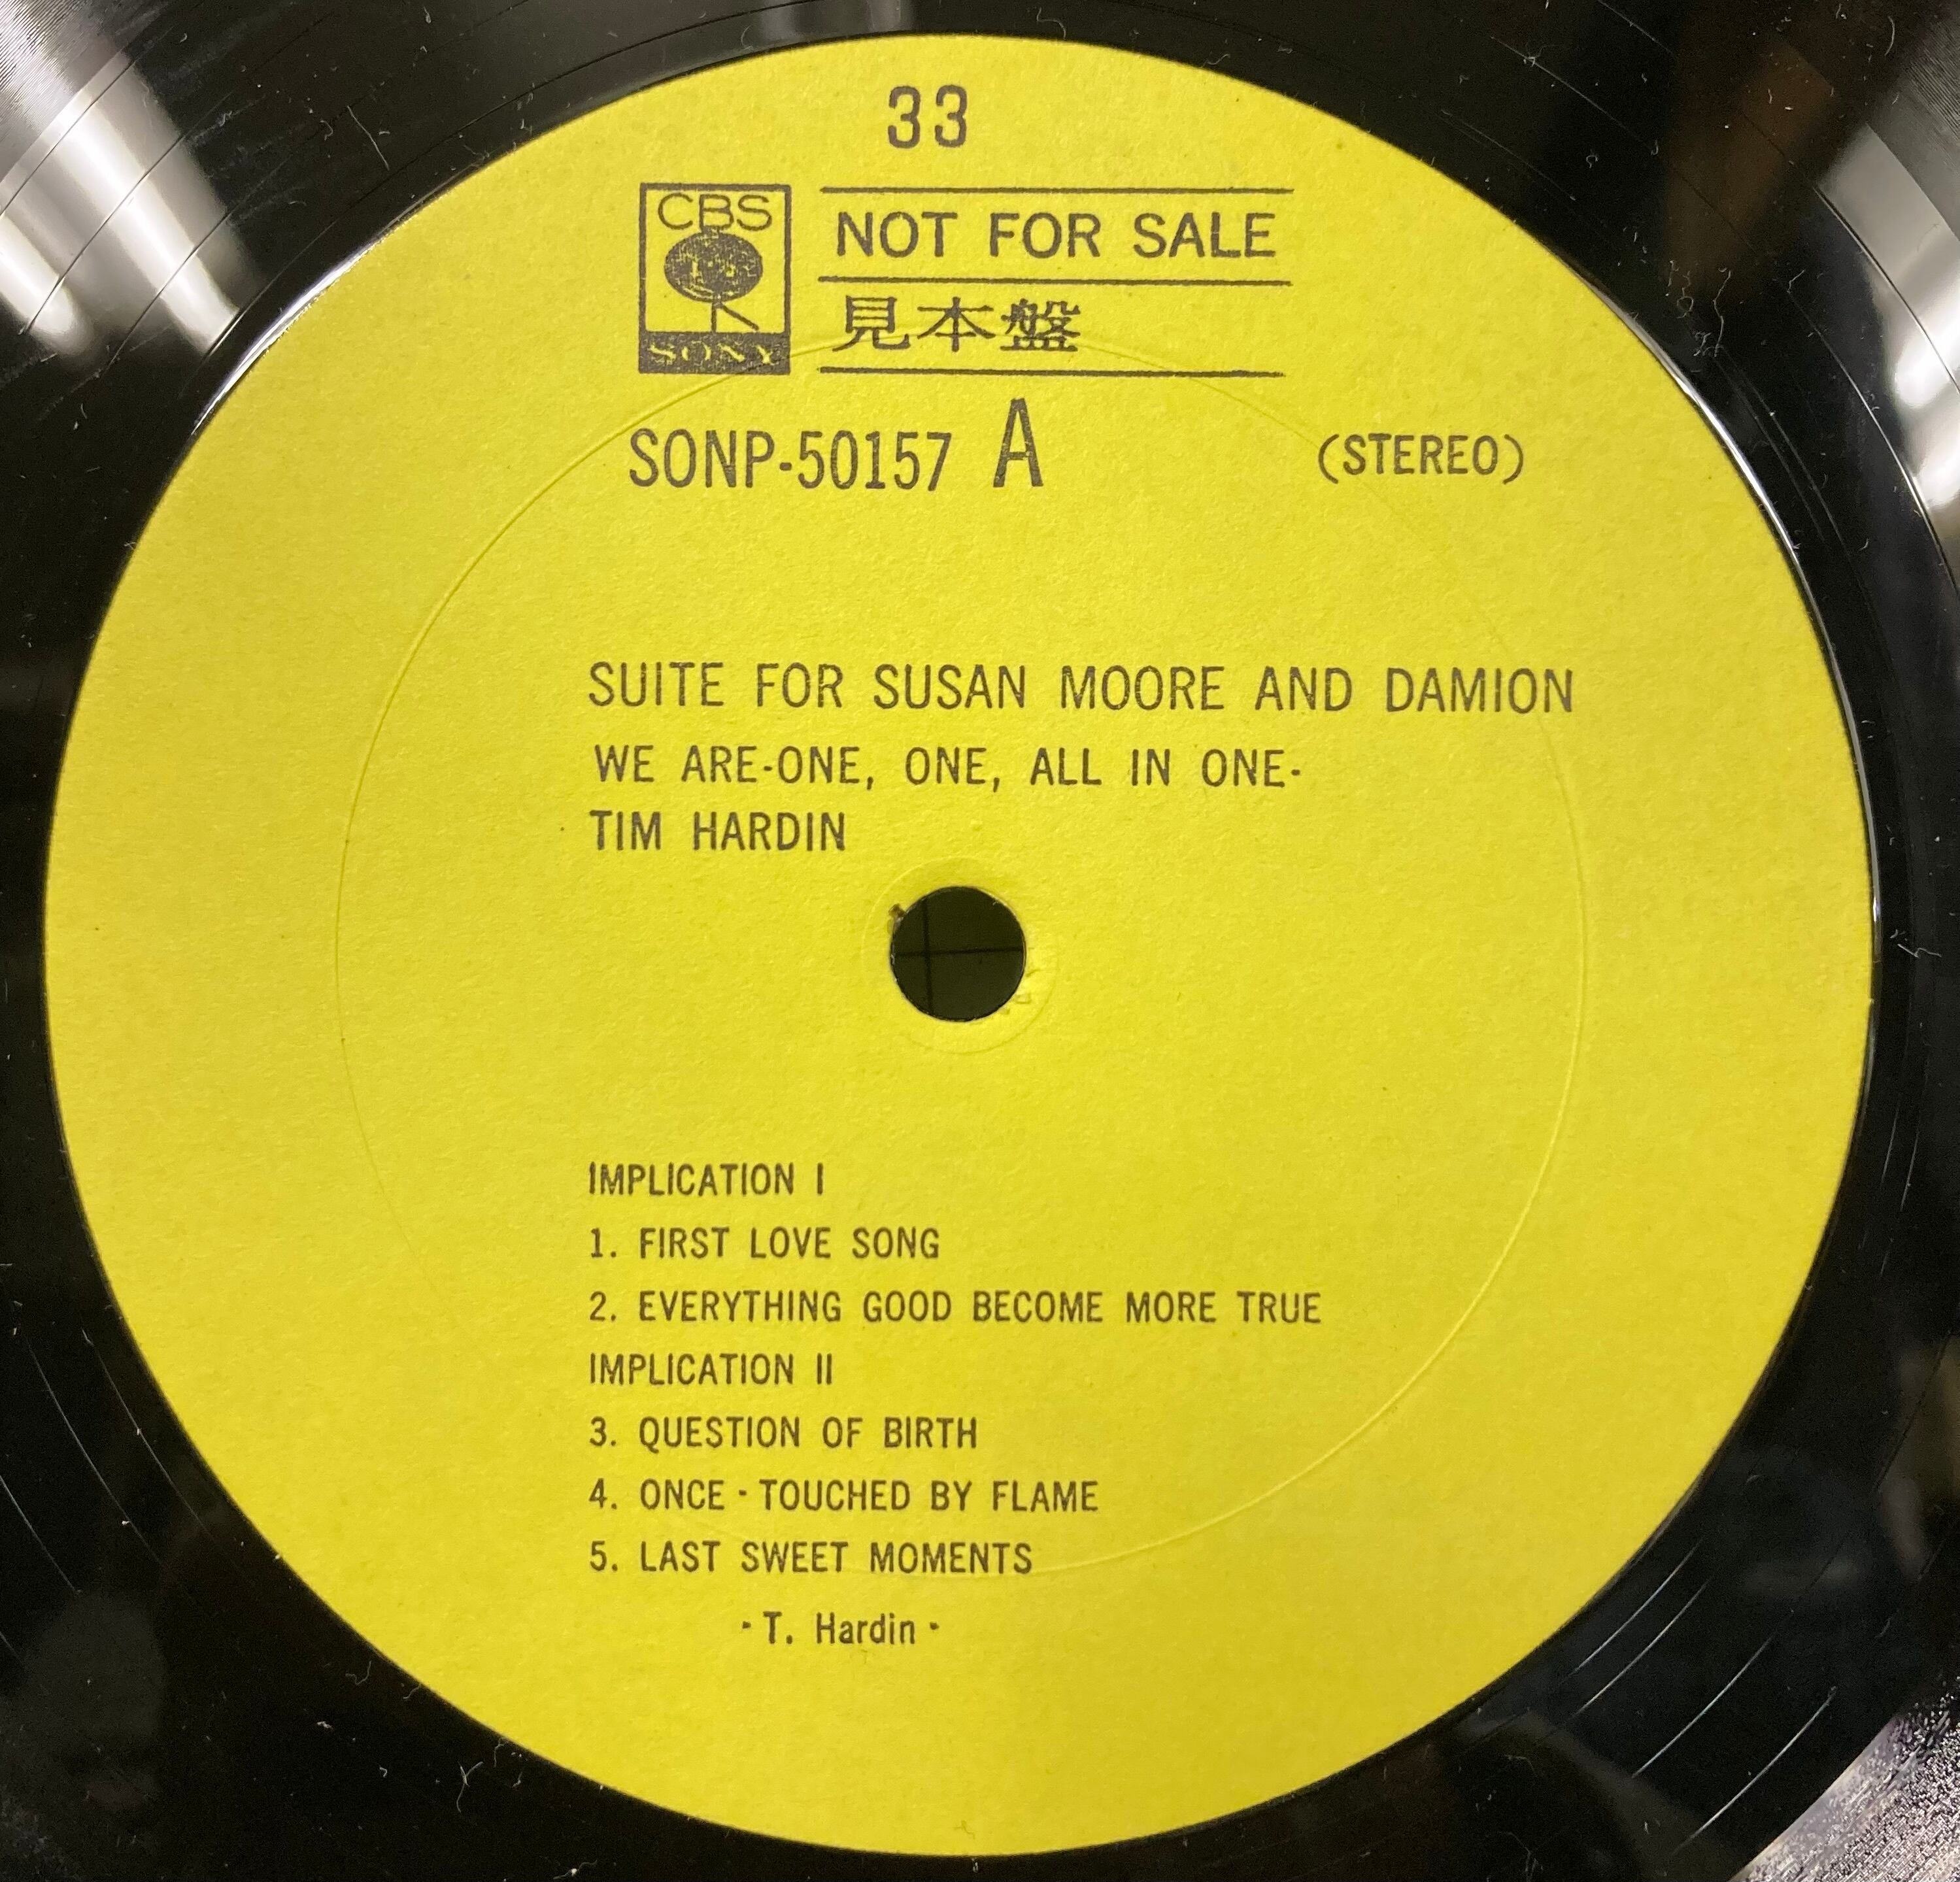 33
CBS
SONY
NOT FOR SALE
見本盤
SONP-50157 A (STEREO)
SUITE FOR SUSAN MOORE AND DAMION
WE ARE-ONE, ONE, ALL IN ONE-
TIM HARDIN
IMPLICATION I
1. FIRST LOVE SONG
2. EVERYTHING GOOD BECOME MORE TRUE
IMPLICATION II
3. QUESTION OF BIRTH
4. ONCE - TOUCHED BY FLAME
5. LAST SWEET MOMENTS
- T. Hardin -